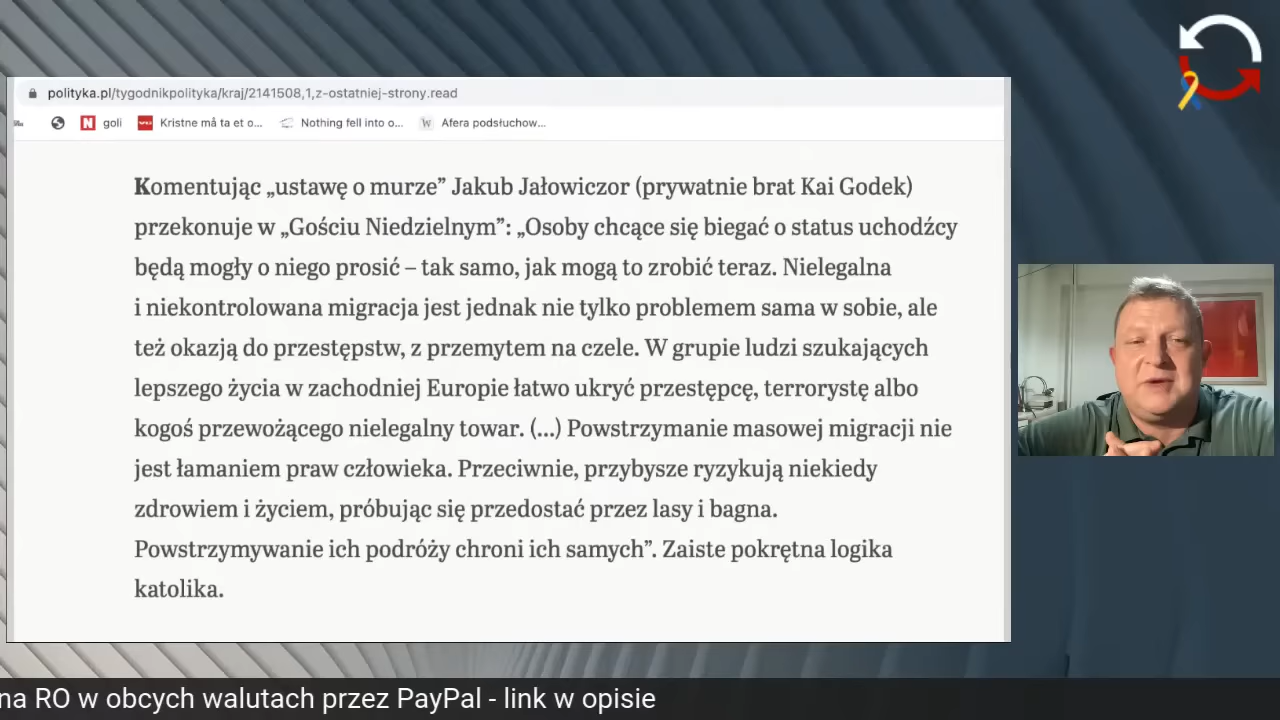 polityka.pl/tygodnikpolityka/kraj/2141508,1,z-ostatniej-strony.read
N goli Kristne må ta et o... Nothing fell into o... W Afera podsłuchow...
Komentując „ustawę o murze” Jakub Jałowiczor (prywatnie brat Kai Godek)
przekonuje w „Gościu Niedzielnym”: „Osoby chcące się biegać o status uchodźcy
będą mogły o niego prosić – tak samo, jak mogą to zrobić teraz. Nielegalna
i niekontrolowana migracja jest jednak nie tylko problemem sama w sobie, ale
też okazją do przestępstw, z przemytem na czele. W grupie ludzi szukających
lepszego życia w zachodniej Europie łatwo ukryć przestępcę, terrorystę albo
kogoś przewożącego nielegalny towar. (...) Powstrzymanie masowej migracji nie
jest łamaniem praw człowieka. Przeciwnie, przybysze ryzykują niekiedy
zdrowiem i życiem, próbując się przedostać przez lasy i bagna.
Powstrzymywanie ich podróży chroni ich samych”. Zaiste pokrętna logika
katolika.
na RO w obcych walutach przez PayPal - link w opisie